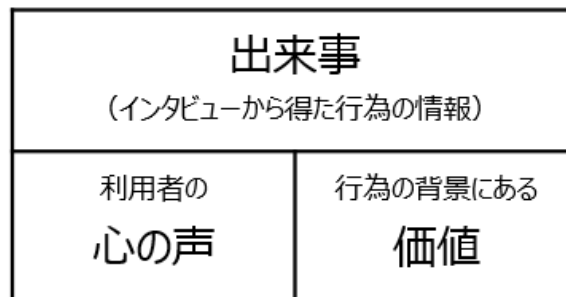 出来事
（インタビューから得た行為の情報）
利用者の
心の声
行為の背景にある
価値